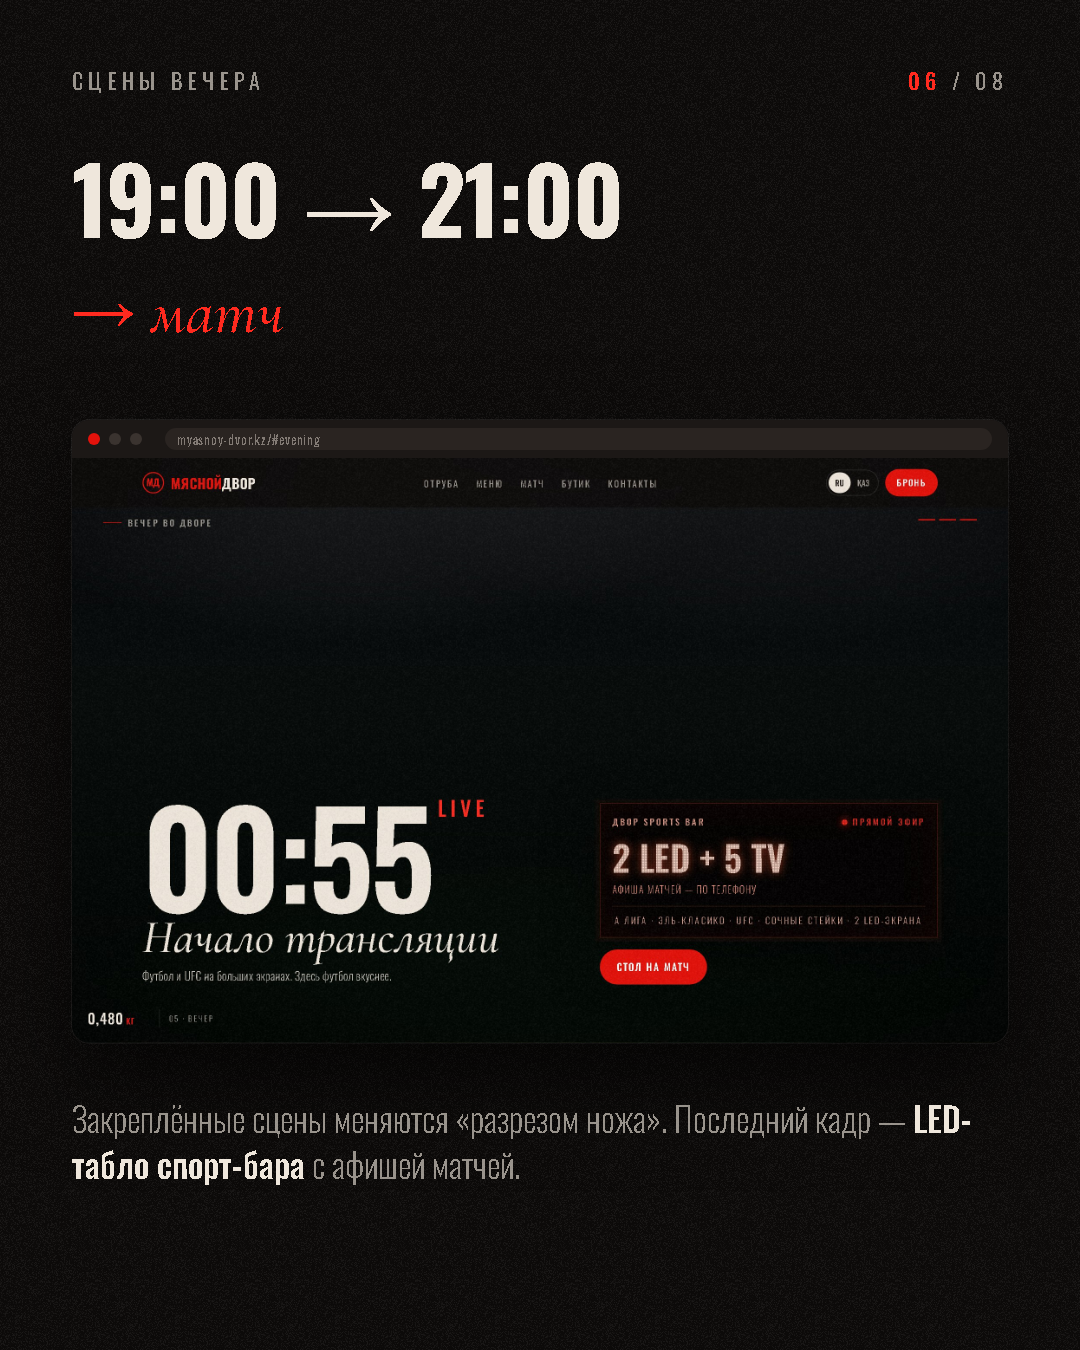 СЦЕНЫ ВЕЧЕРА
06 / 08
19:00 → 21:00
→ матч
myasnoy-dvor.kz/#evening
МД МЯСНОЙДВОР
ОТРУБА МЕНЮ МАТЧ БУТИК КОНТАКТЫ
RU ҚАЗ БРОНЬ
ВЕЧЕР ВО ДВОРЕ
00:55 LIVE
Начало трансляции
Футбол и UFC на больших экранах. Здесь футбол вкуснее.
ДВОР SPORTS BAR
ПРЯМОЙ ЭФИР
2 LED + 5 TV
АФИША МАТЧЕЙ — ПО ТЕЛЕФОНУ
А ЛИГА · ЭЛЬ-КЛАСИКО · UFC · СОЧНЫЕ СТЕЙКИ · 2 LED-ЭКРАНА
СТОЛ НА МАТЧ
0,480 КГ
05 · ВЕЧЕР
Закреплённые сцены меняются «разрезом ножа». Последний кадр — LED-
табло спорт-бара с афишей матчей.